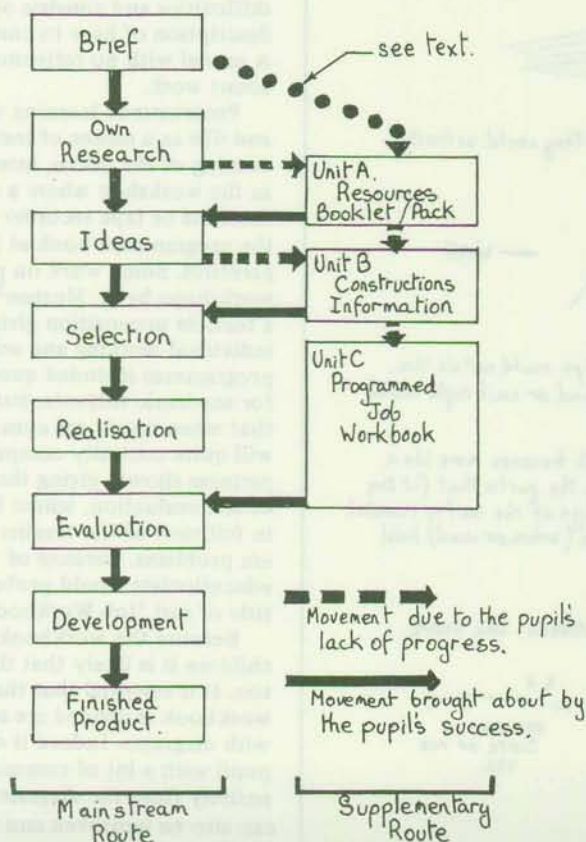 Brief
see text.
Own
Research
Unit A.
Resources
Booklet/Pack
Ideas
Unit B
Constructions
Information
Selection
Unit C
Programmed
Job
Workbook
Realisation
Evaluation
Development
Finished
Product.
Movement due to the pupil's
lack of progress.
Movement brought about by
the pupil's success.
Mainstream
Route
Supplementary
Route